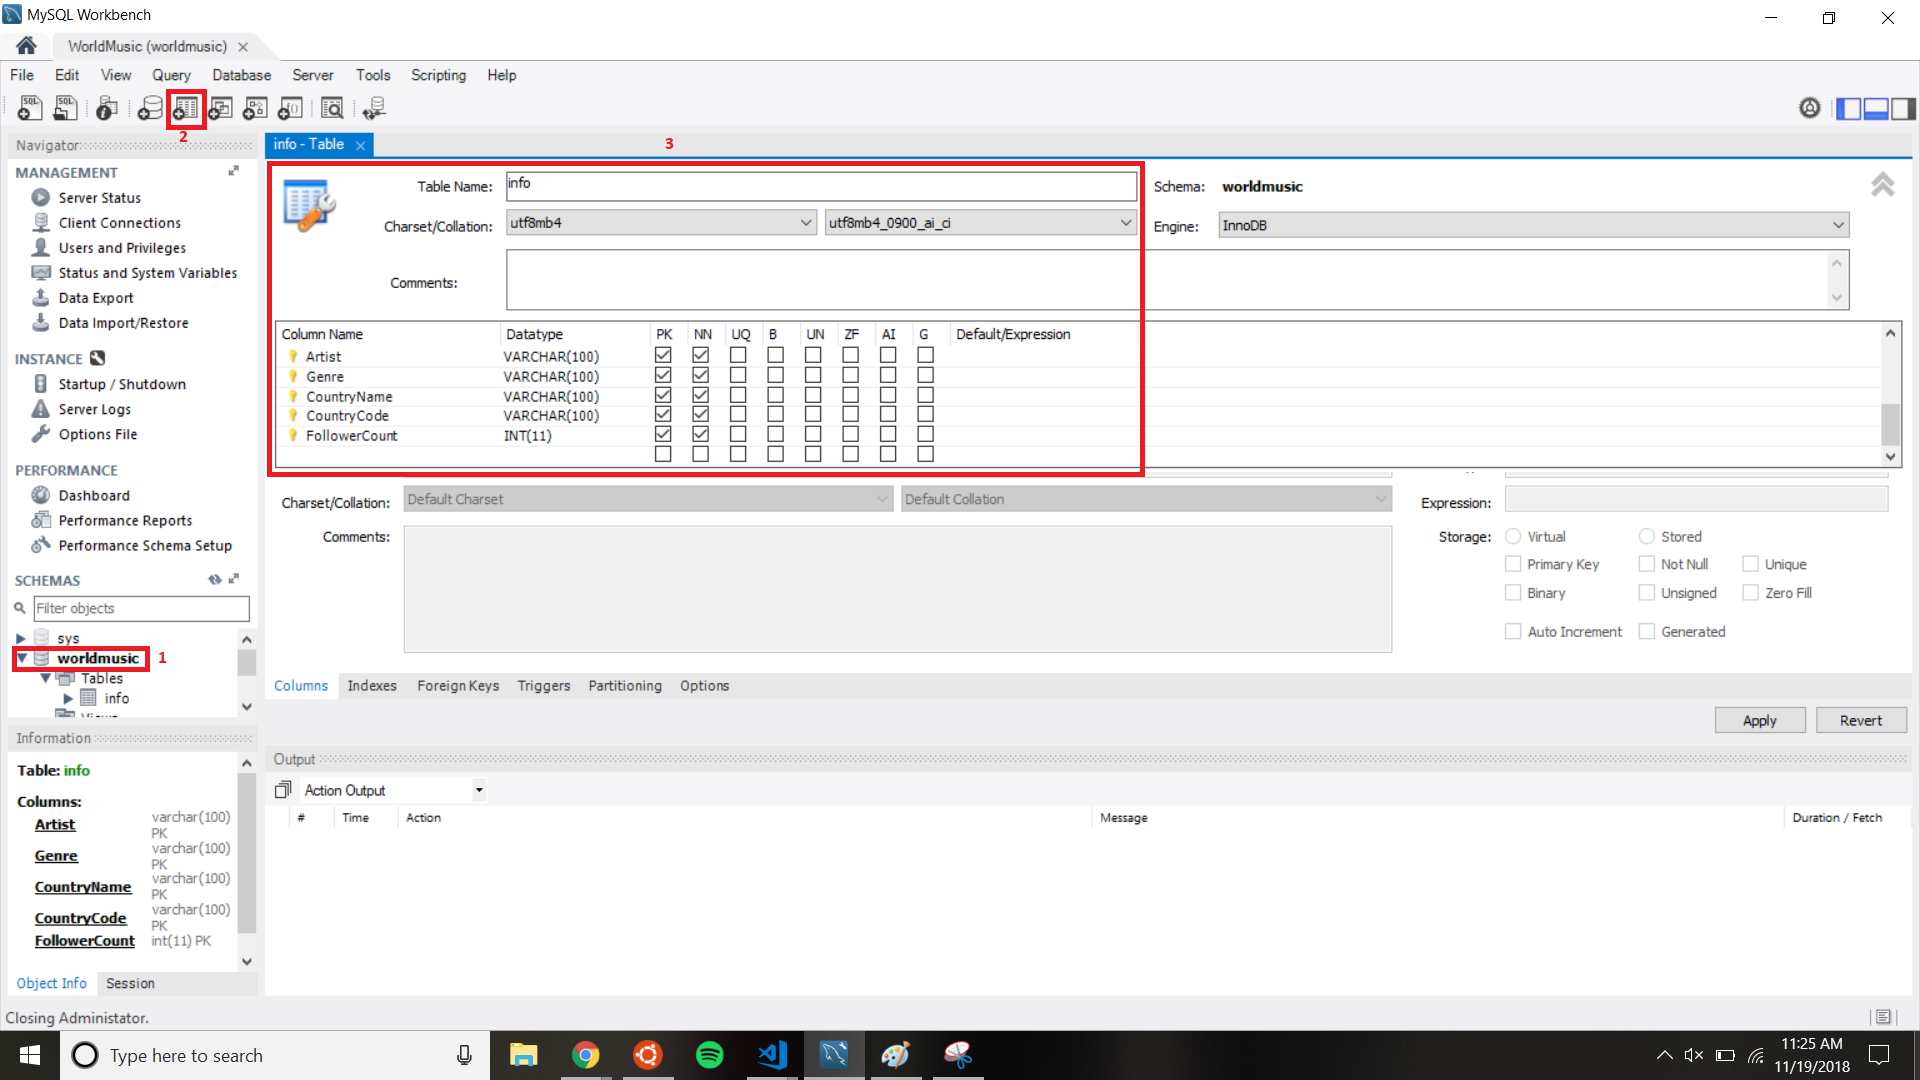 MySQL Workbench
WorldMusic (worldmusic)
File Edit View Query Database Server Tools Scripting Help
SQL SQL
2
Navigator
MANAGEMENT
Server Status
Client Connections
Users and Privileges
Status and System Variables
Data Export
Data Import/Restore
INSTANCE
Startup / Shutdown
Server Logs
Options File
PERFORMANCE
Dashboard
Performance Reports
Performance Schema Setup
SCHEMAS
Filter objects
sys
worldmusic 1
Tables
info
Views
Information
Table: info
Columns:
Artist varchar(100) PK
Genre varchar(100) PK
CountryName varchar(100) PK
CountryCode varchar(100) PK
FollowerCount int(11) PK
Object Info Session
info - Table 3
Table Name: info Schema: worldmusic
Charset/Collation: utf8mb4 utf8mb4_0900_ai_ci Engine: InnoDB
Comments:
Column Name Datatype PK NN UQ B UN ZF AI G Default/Expression
Artist VARCHAR(100)
Genre VARCHAR(100)
CountryName VARCHAR(100)
CountryCode VARCHAR(100)
FollowerCount INT(11)
Charset/Collation: Default Charset Default Collation Expression:
Comments: Storage: Virtual Stored
Primary Key Not Null Unique
Binary Unsigned Zero Fill
Auto Increment Generated
Columns Indexes Foreign Keys Triggers Partitioning Options
Apply Revert
Output
Action Output
# Time Action Message Duration / Fetch
Closing Administator.
Type here to search
11:25 AM
11/19/2018